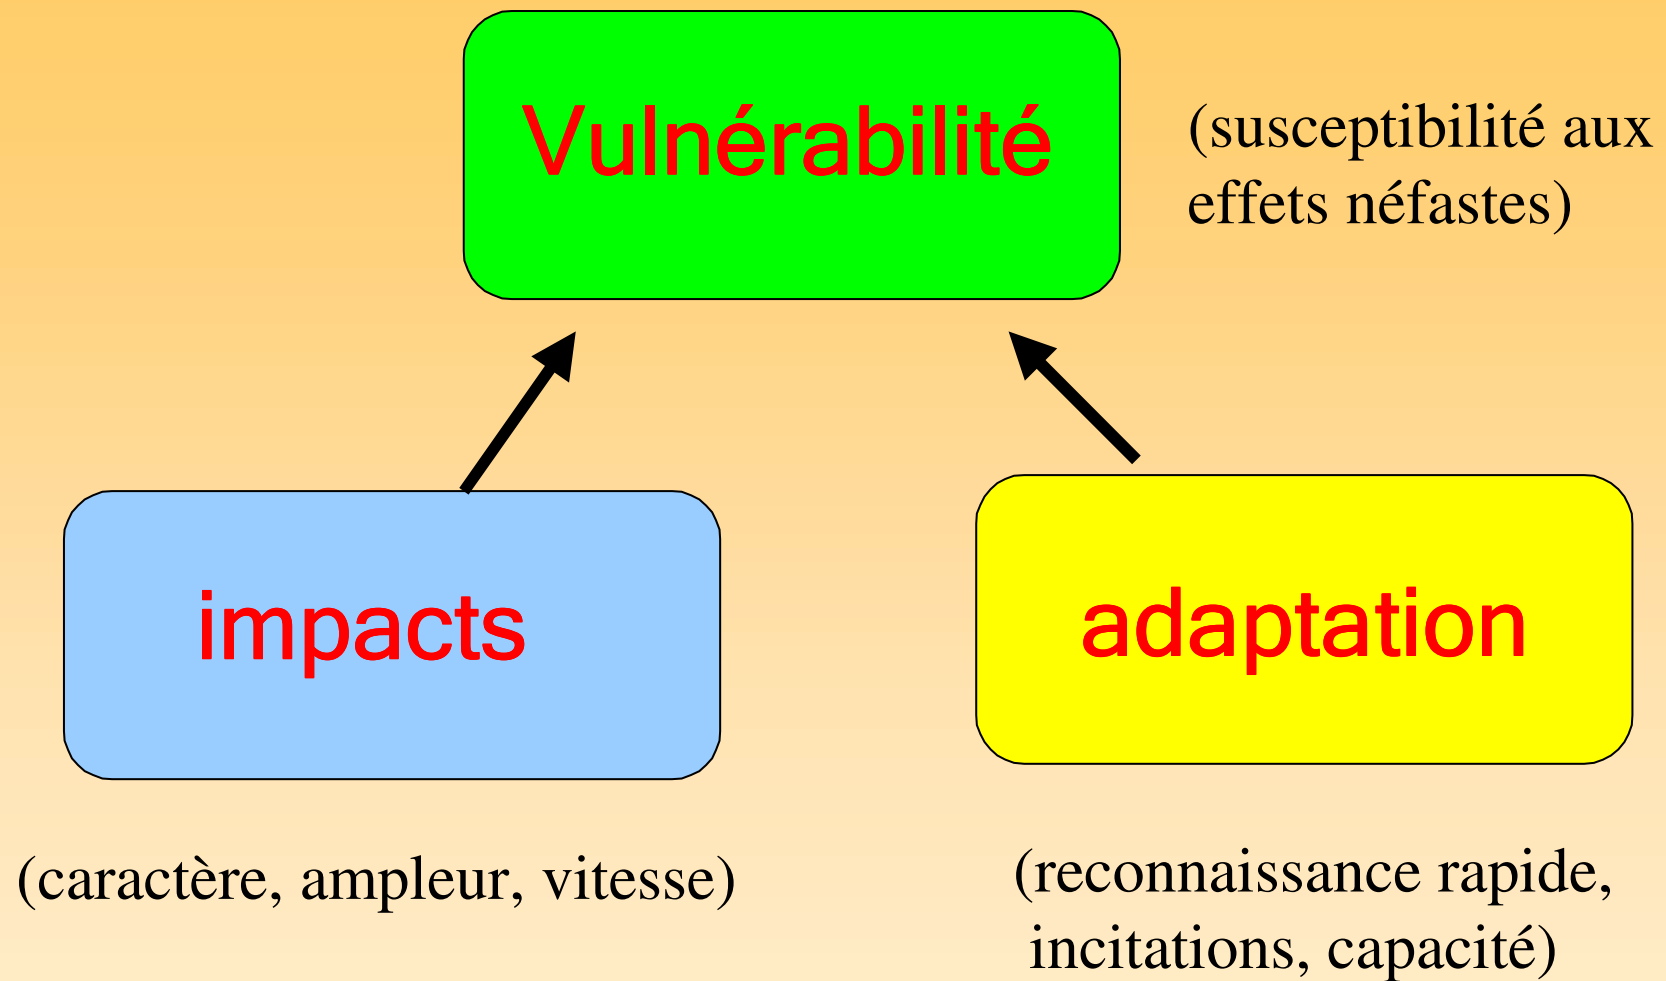 Vulnérabilité
(susceptibilité aux
effets néfastes)
impacts
adaptation
(caractère, ampleur, vitesse)
(reconnaissance rapide,
incitations, capacité)